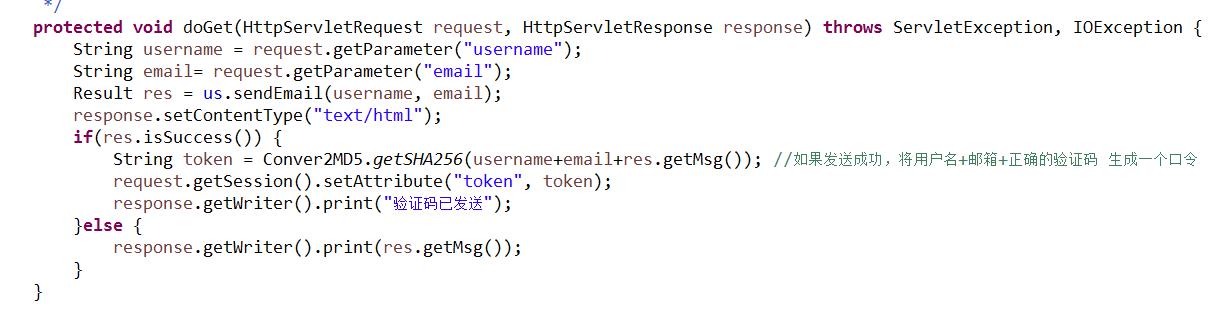 */
protected void doGet(HttpServletRequest request, HttpServletResponse response) throws ServletException, IOException {
String username = request.getParameter("username");
String email= request.getParameter("email");
Result res = us.sendEmail(username, email);
response.setContentType("text/html");
if(res.isSuccess()) {
String token = Conver2MD5.getSHA256(username+email+res.getMsg()); //如果发送成功，将用户名+邮箱+正确的验证码 生成一个口令
request.getSession().setAttribute("token", token);
response.getWriter().print("验证码已发送");
}else {
response.getWriter().print(res.getMsg());
}
}